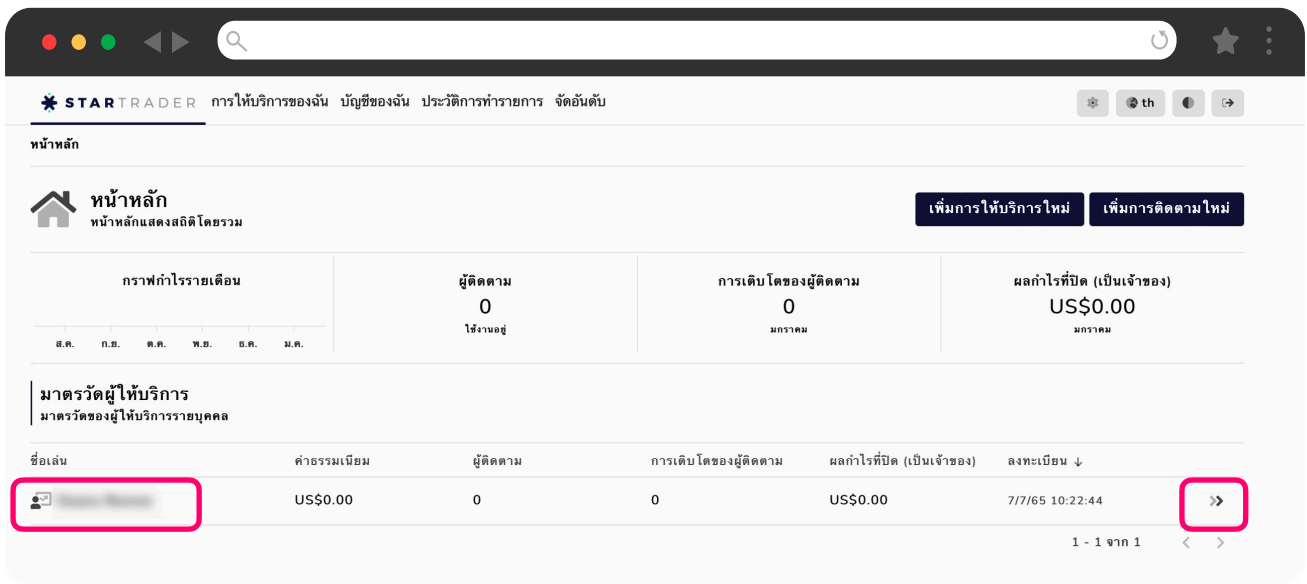 STARTRADER การให้บริการของฉัน บัญชีของฉัน ประวัติการทำรายการ จัดอันดับ th
หน้าหลัก
หน้าหลัก
หน้าหลักแสดงสถิติโดยรวม
เพิ่มการให้บริการใหม่ เพิ่มการติดตามใหม่
กราฟกำไรรายเดือน
ส.ค. ก.ย. ต.ค. พ.ย. ธ.ค. ม.ค.
ผู้ติดตาม
0
ใช้งานอยู่
การเติบโตของผู้ติดตาม
0
มกราคม
ผลกำไรที่ปิด (เป็นเจ้าของ)
US$0.00
มกราคม
มาตรวัดผู้ให้บริการ
มาตรวัดของผู้ให้บริการรายบุคคล
ชื่อเล่น ค่าธรรมเนียม ผู้ติดตาม การเติบโตของผู้ติดตาม ผลกำไรที่ปิด (เป็นเจ้าของ) ลงทะเบียน ↓
US$0.00 0 0 US$0.00 7/7/65 10:22:44
1 - 1 จาก 1